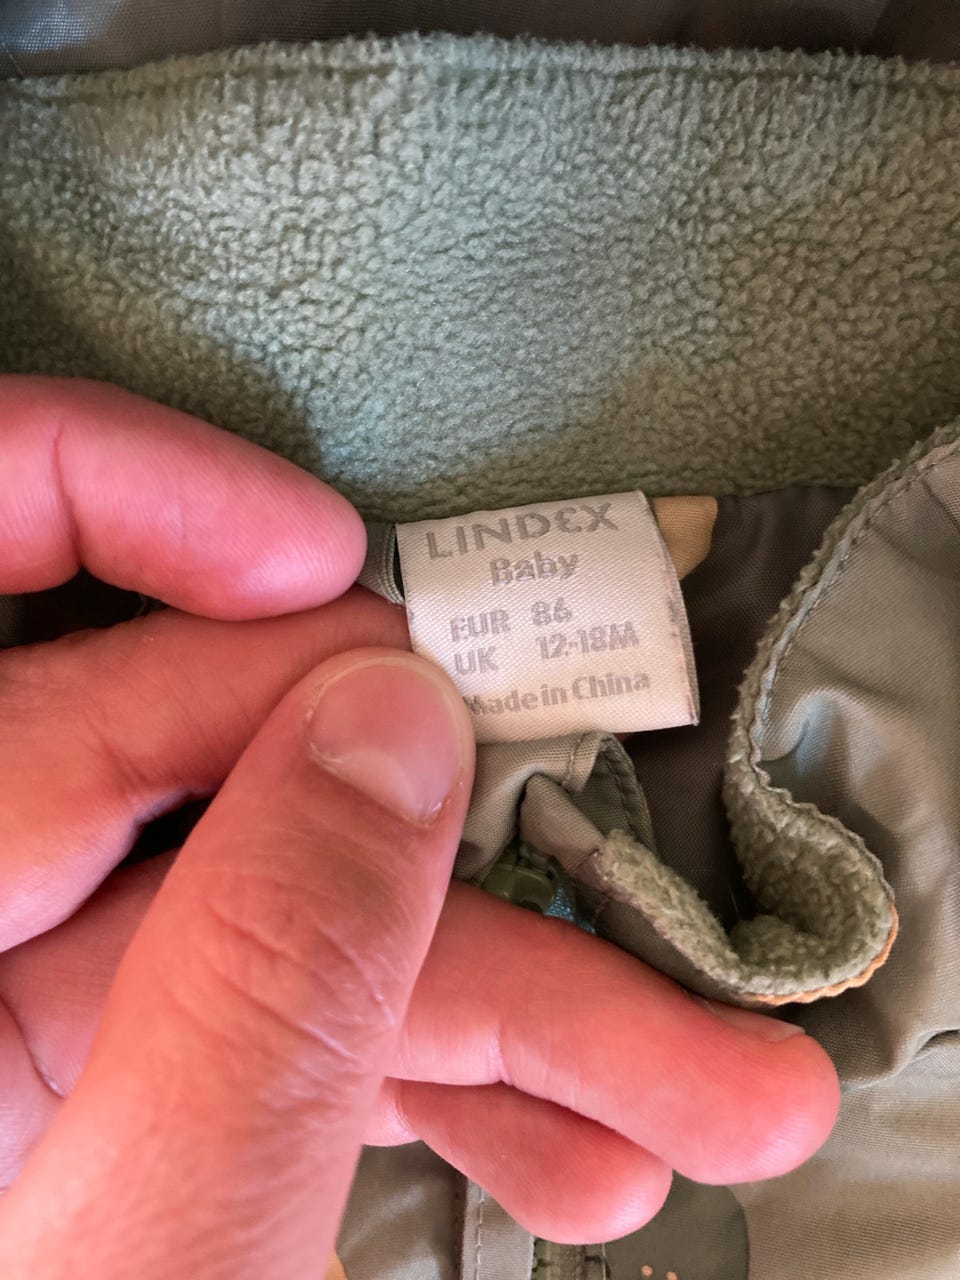 LINDEX
Baby
EUR 86
UK 12-18M
Made in China